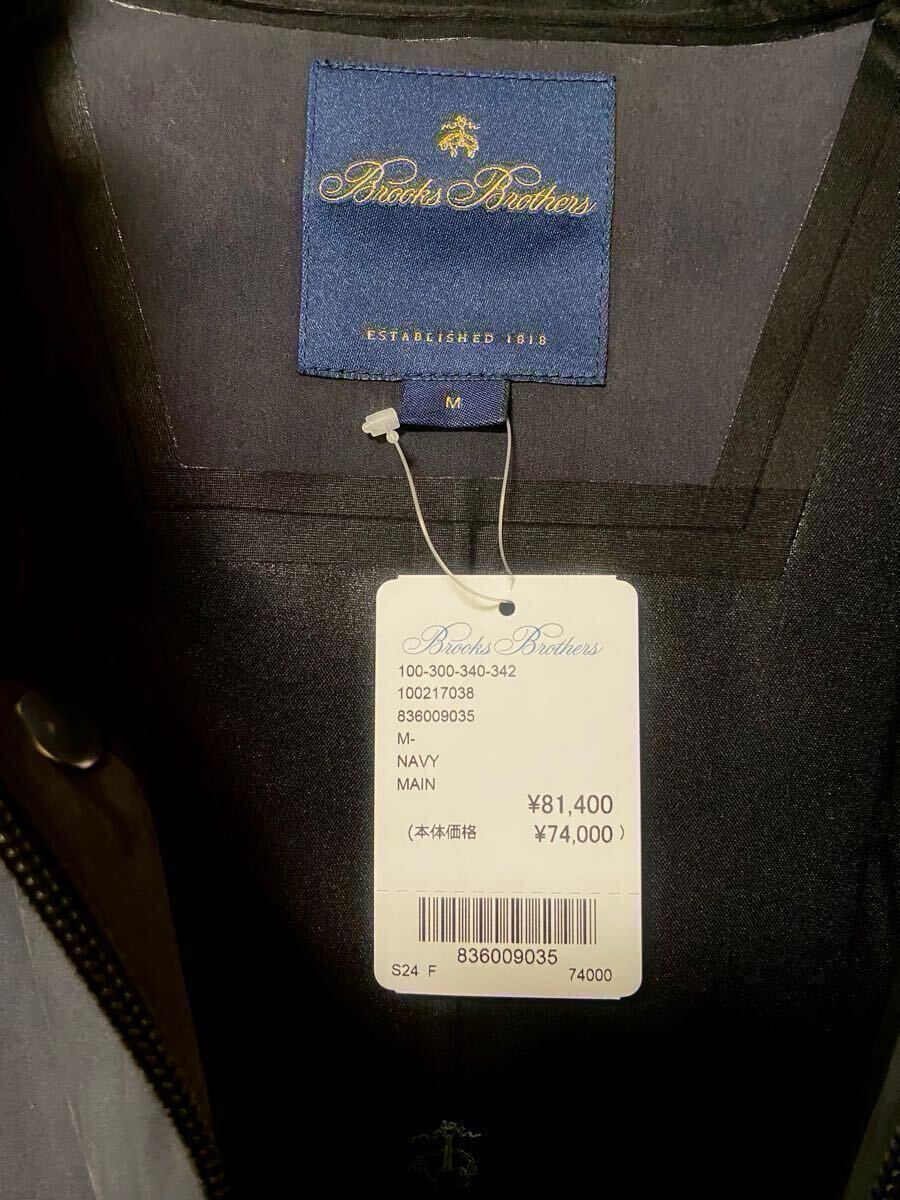 Brooks Brothers
ESTABLISHED 1818
M
Brooks Brothers
100-300-340-342
100217038
836009035
M-
NAVY
MAIN
¥81,400
(本体価格 ¥74,000)
836009035
S24 F 74000